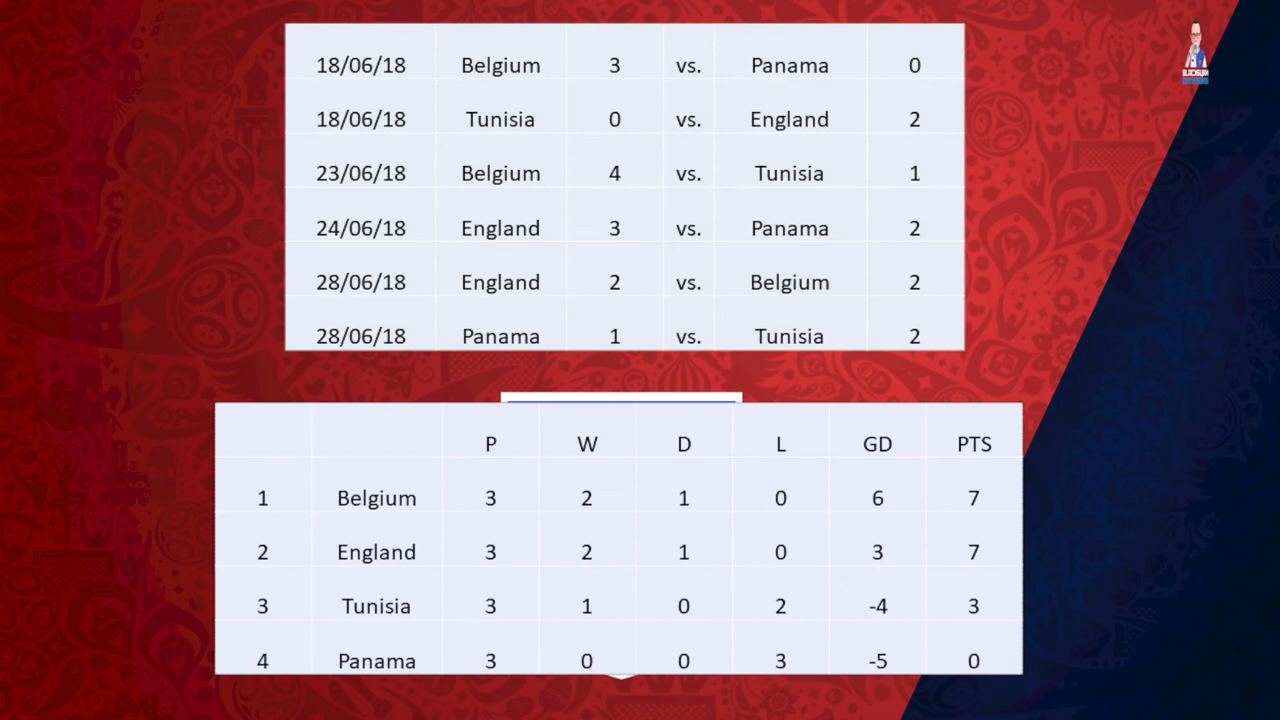 18/06/18 Belgium 3 vs. Panama 0
18/06/18 Tunisia 0 vs. England 2
23/06/18 Belgium 4 vs. Tunisia 1
24/06/18 England 3 vs. Panama 2
28/06/18 England 2 vs. Belgium 2
28/06/18 Panama 1 vs. Tunisia 2
P W D L GD PTS
1 Belgium 3 2 1 0 6 7
2 England 3 2 1 0 3 7
3 Tunisia 3 1 0 2 -4 3
4 Panama 3 0 0 3 -5 0